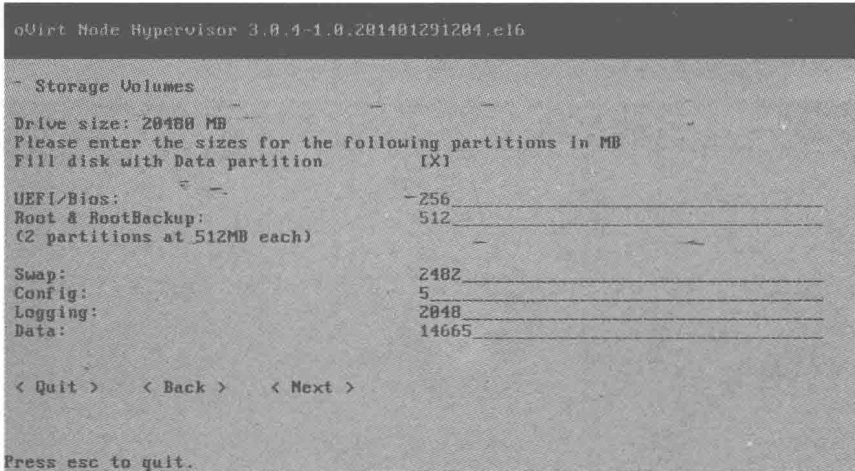 oVirt Node Hypervisor 3.0.4-1.0.201401291204.el6
Storage Volumes
Drive size: 20480 MB
Please enter the sizes for the following partitions in MB
Fill disk with Data partition [X]
UEFI/Bios: 256
Root & RootBackup: 512
(2 partitions at 512MB each)
Swap: 2482
Config: 5
Logging: 2048
Data: 14665
< Quit > < Back > < Next >
Press esc to quit.